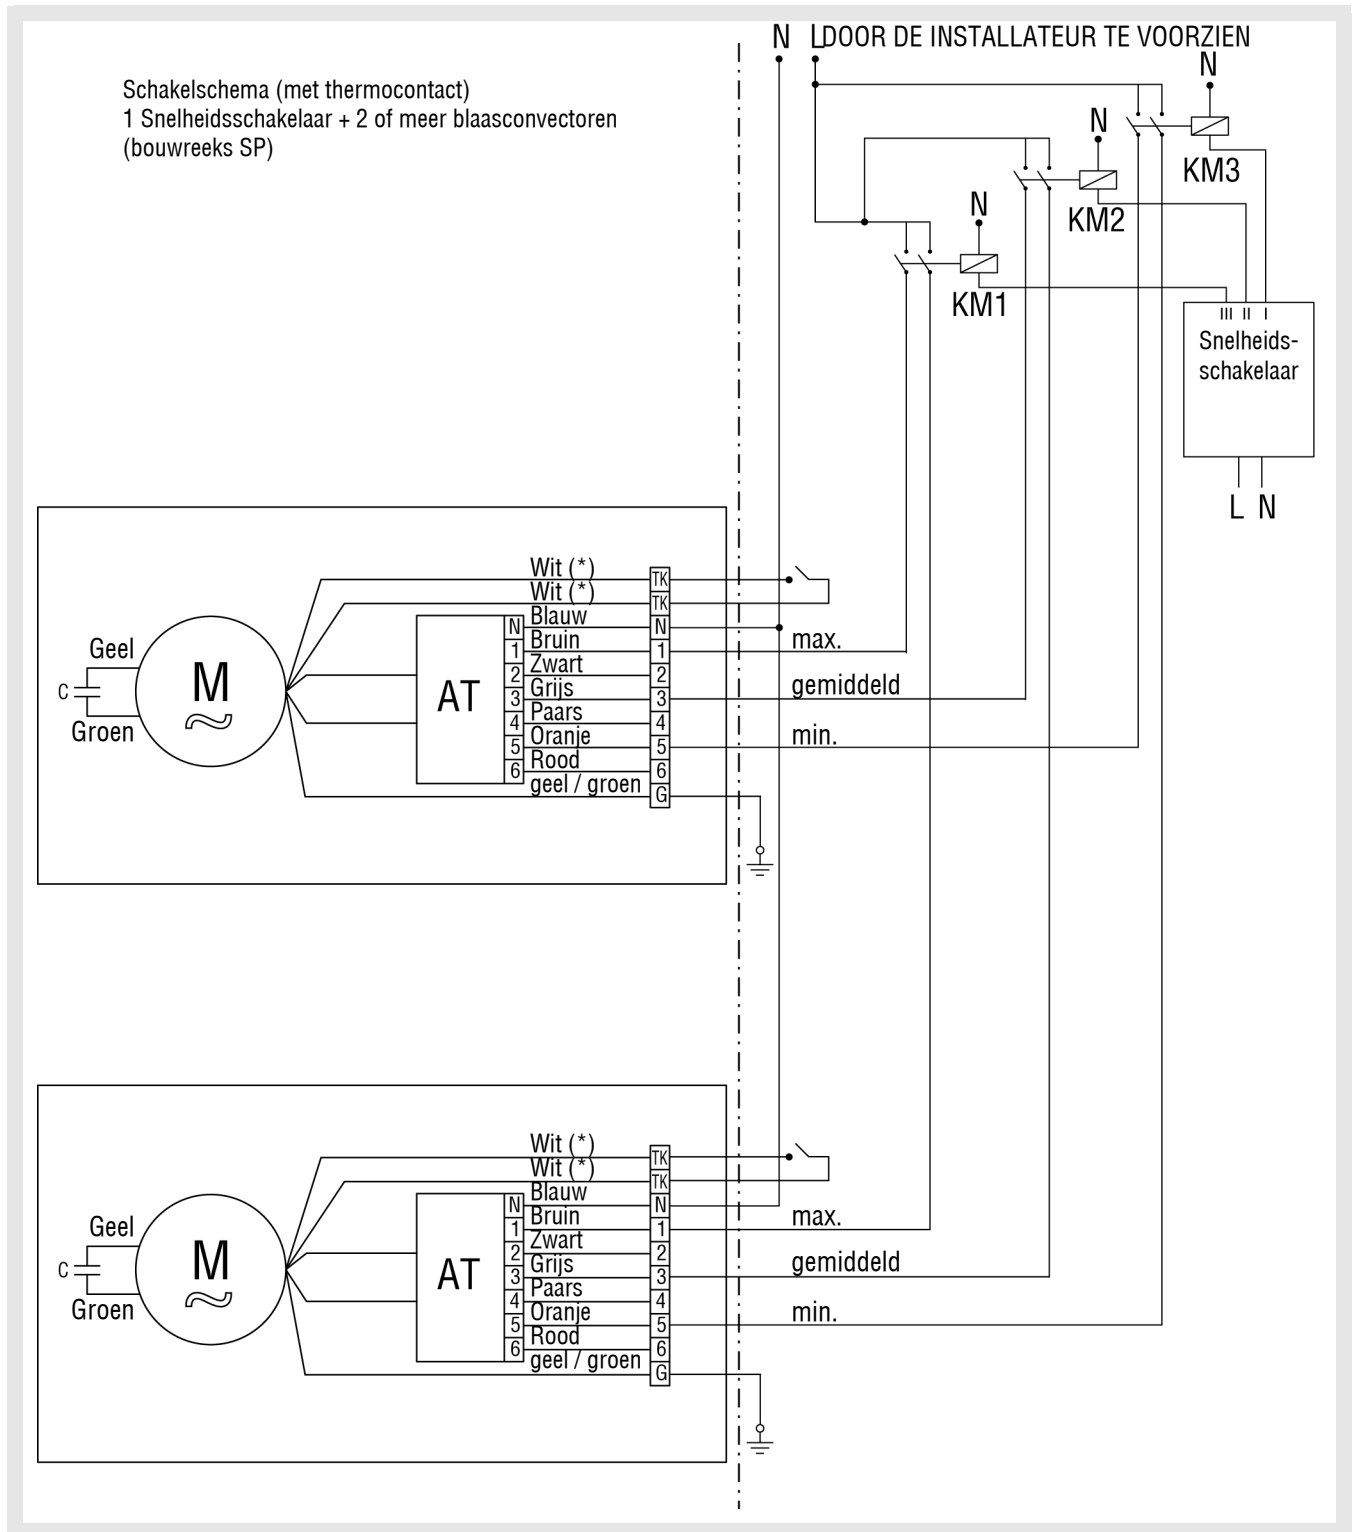 N LDOOR DE INSTALLATEUR TE VOORZIEN
Schakelschema (met thermocontact)
1 Snelheidsschakelaar + 2 of meer blaasconvectoren
(bouwreeks SP)
N
KM3
N
KM2
N
KM1
III II I
Snelheids-
schakelaar
L N
Wit (*) TK
Wit (*) TK
N Blauw N
1 Bruin 1 max.
2 Zwart 2
3 Grijs 3 gemiddeld
4 Paars 4
5 Oranje 5 min.
6 Rood 6
geel / groen G
Geel
C
Groen
M
AT
Wit (*) TK
Wit (*) TK
N Blauw N
1 Bruin 1 max.
2 Zwart 2
3 Grijs 3 gemiddeld
4 Paars 4
5 Oranje 5 min.
6 Rood 6
geel / groen G
Geel
C
Groen
M
AT